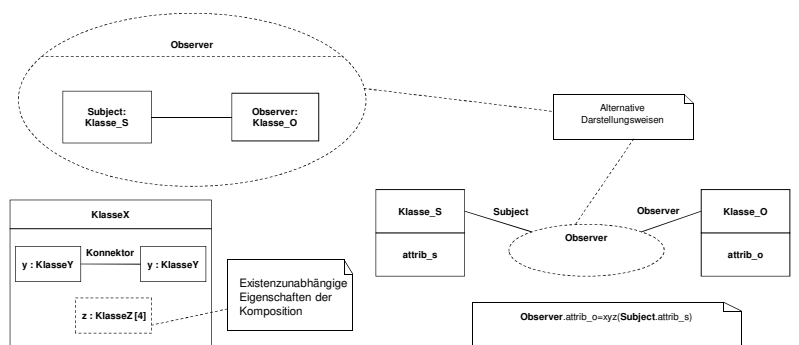 Observer
Subject:
Klasse_S
Observer:
Klasse_O
Alternative
Darstellungsweisen
Klasse_S
attrib_s
Subject
Observer
Observer
Klasse_O
attrib_o
KlasseX
y : KlasseY
Konnektor
y : KlasseY
z : KlasseZ [4]
Existenzunabhängige
Eigenschaften der
Komposition
Observer.attrib_o=xyz(Subject.attrib_s)